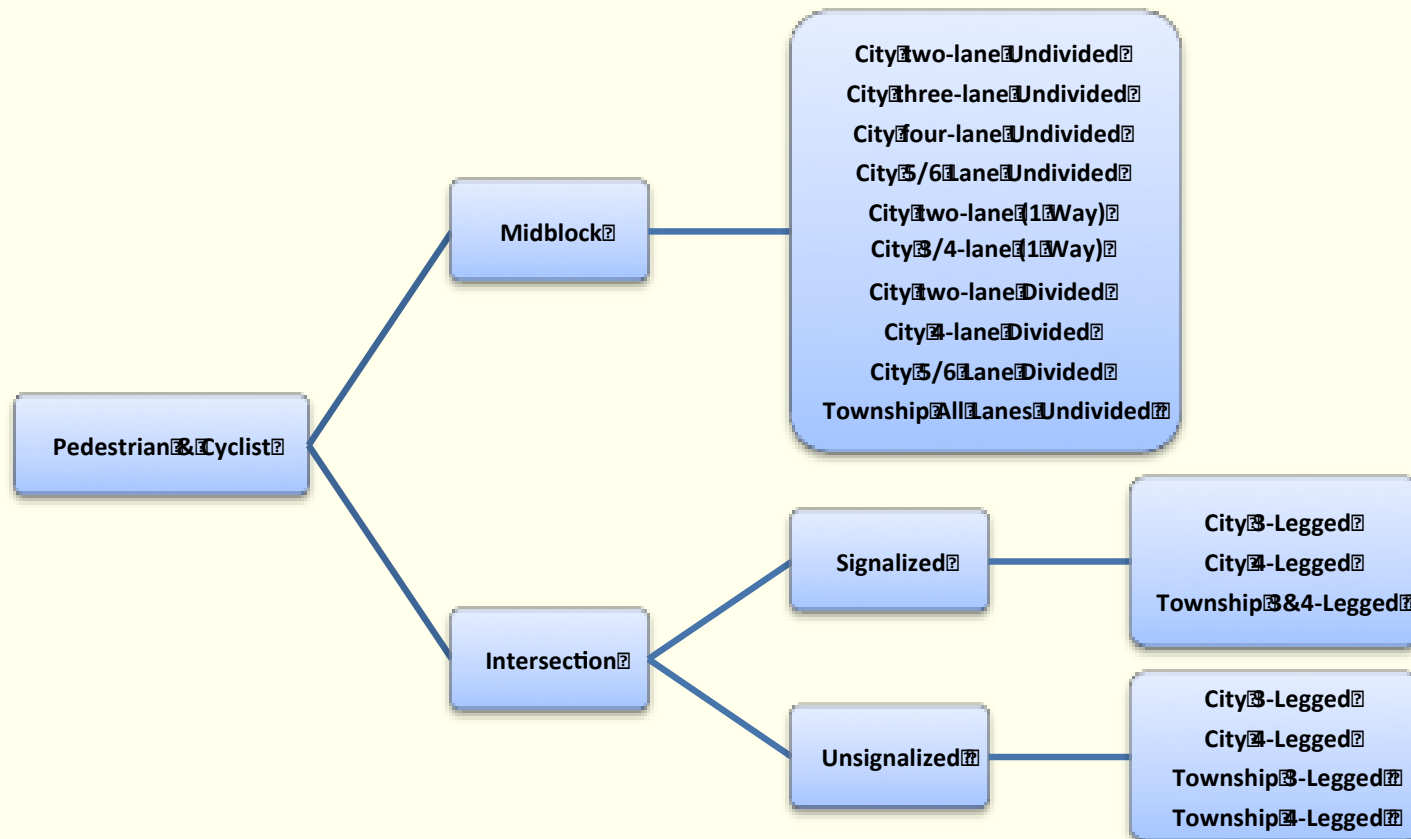 City two-lane Undivided
City three-lane Undivided
City four-lane Undivided
City 5/6 Lane Undivided
City two-lane (1 Way)
City 3/4-lane (1 Way)
City two-lane Divided
City 4-lane Divided
City 5/6 Lane Divided
Township All Lanes Undivided
Midblock
Pedestrian & Cyclist
Intersection
Signalized
City 3-Legged
City 4-Legged
Township 3&4-Legged
Unsignalized
City 3-Legged
City 4-Legged
Township 3-Legged
Township 4-Legged